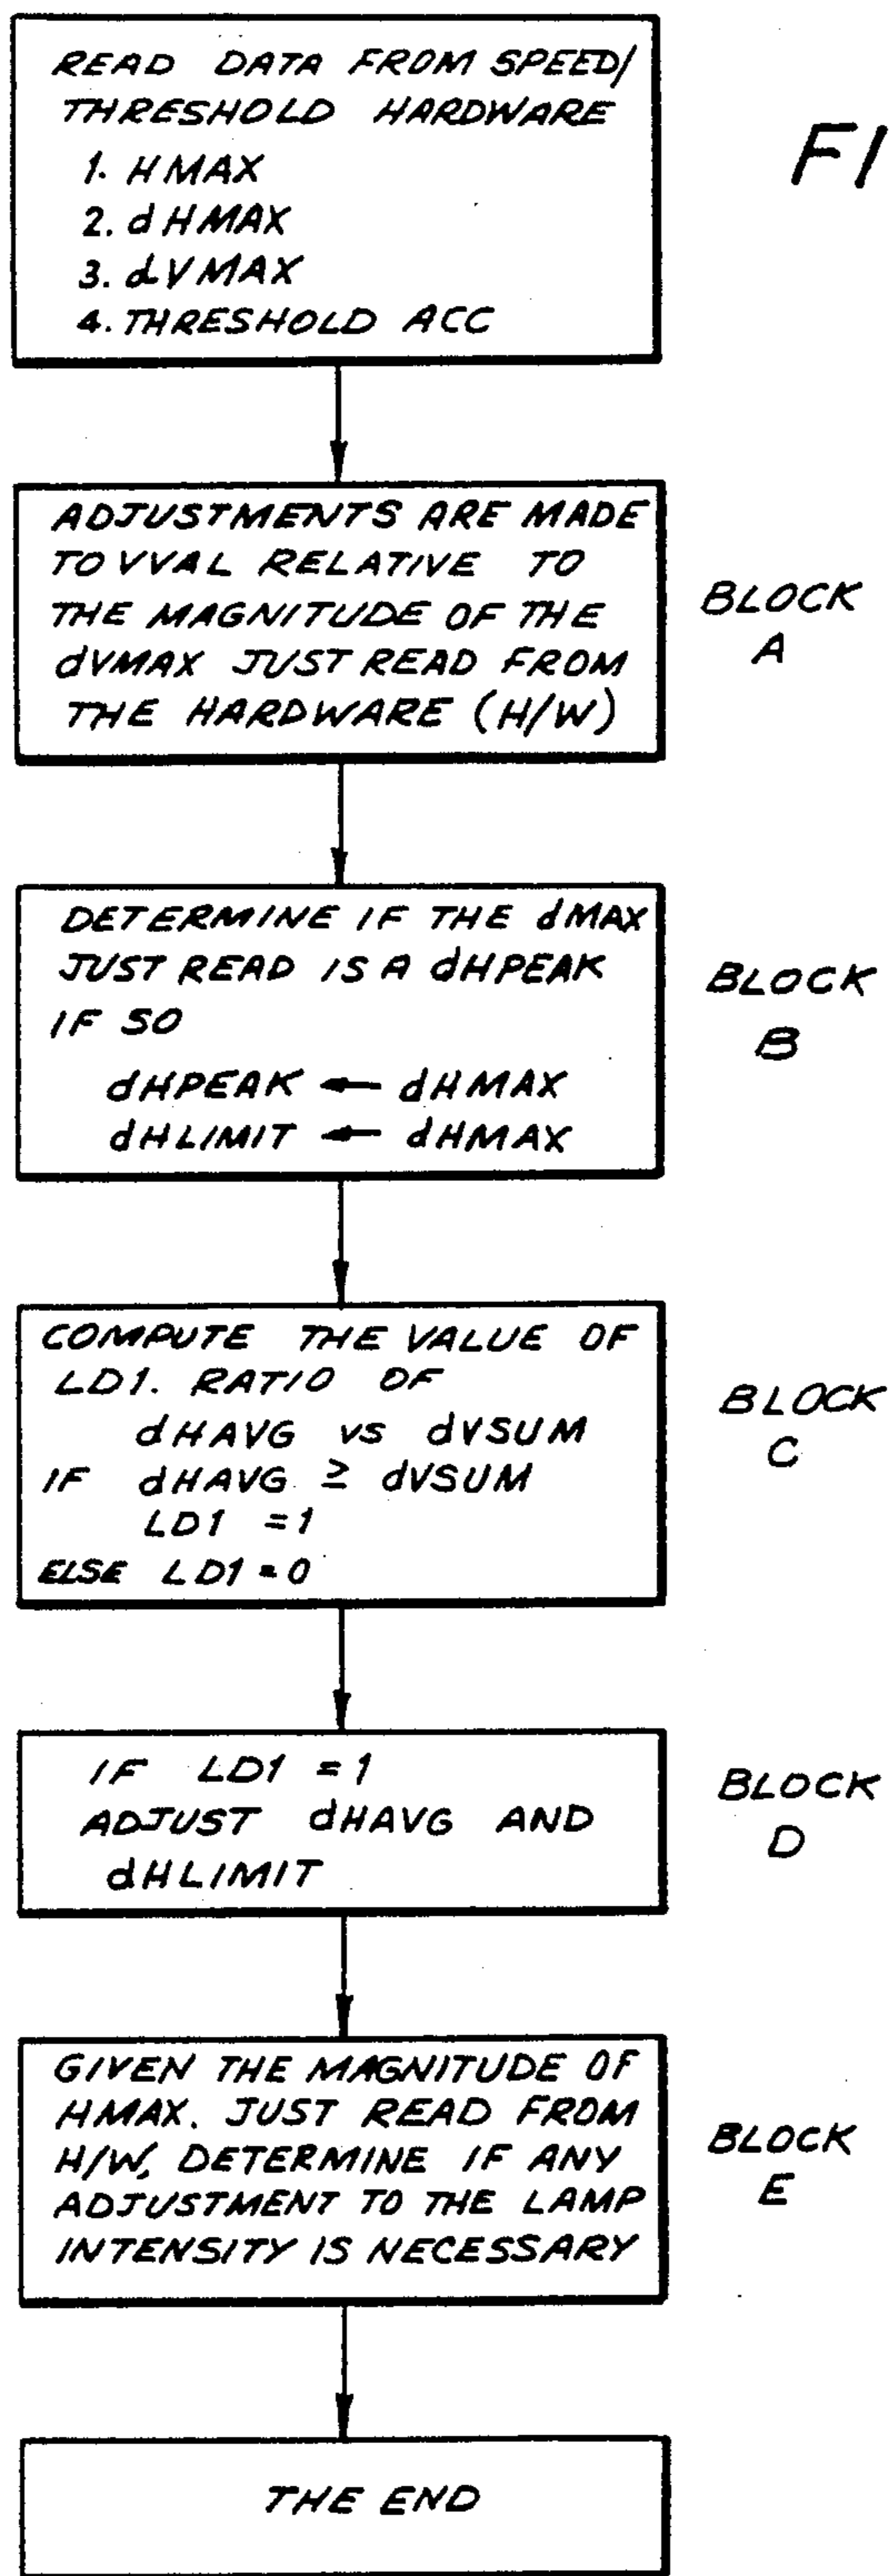 READ DATA FROM SPEED/
THRESHOLD HARDWARE
1. HMAX
2. dHMAX
3. dVMAX
4. THRESHOLD ACC
FI
ADJUSTMENTS ARE MADE
TO VVAL RELATIVE TO
THE MAGNITUDE OF THE
dVMAX JUST READ FROM
THE HARDWARE (H/W)
BLOCK
A
DETERMINE IF THE dMAX
JUST READ IS A dHPEAK
IF SO
dHPEAK ← dHMAX
dHLIMIT ← dHMAX
BLOCK
B
COMPUTE THE VALUE OF
LD1. RATIO OF
dHAVG vs dVSUM
IF dHAVG ≥ dVSUM
LD1 = 1
ELSE LD1 = 0
BLOCK
C
IF LD1 = 1
ADJUST dHAVG AND
dHLIMIT
BLOCK
D
GIVEN THE MAGNITUDE OF
HMAX. JUST READ FROM
H/W, DETERMINE IF ANY
ADJUSTMENT TO THE LAMP
INTENSITY IS NECESSARY
BLOCK
E
THE END